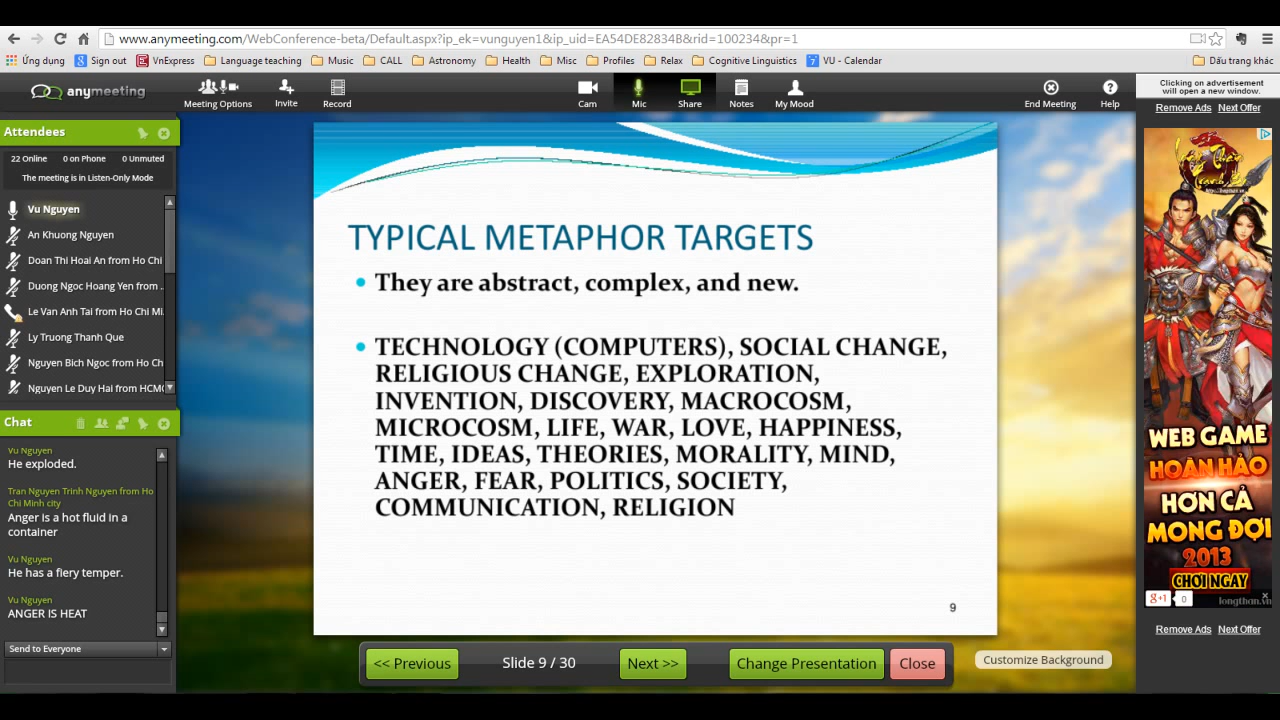 www.anymeeting.com/WebConference-beta/Default.aspx?ip_ek=vunguyen1&ip_uid=EA54DE82834B&rid=100234&pr=1
Ứng dụng Sign out VnExpress Language teaching Music CALL Astronomy Health Misc Profiles Relax Cognitive Linguistics 7 VU - Calendar Dấu trang khác
anymeeting Meeting Options Invite Record Cam Mic Share Notes My Mood End Meeting Help
Clicking on advertisement
will open a new window.
Remove Ads Next Offer
Attendees
22 Online 0 on Phone 0 Unmuted
The meeting is in Listen-Only Mode
Vu Nguyen
An Khuong Nguyen
Doan Thi Hoai An from Ho Chi
Duong Ngoc Hoang Yen from ..
Le Van Anh Tai from Ho Chi Mi.
Ly Truong Thanh Que
Nguyen Bich Ngoc from Ho Ch
Nguyen Le Duy Hai from HCMC
Chat
Vu Nguyen
He exploded.
Tran Nguyen Trinh Nguyen from Ho
Chi Minh city
Anger is a hot fluid in a
container
Vu Nguyen
He has a fiery temper.
Vu Nguyen
ANGER IS HEAT
Send to Everyone
TYPICAL METAPHOR TARGETS
• They are abstract, complex, and new.
• TECHNOLOGY (COMPUTERS), SOCIAL CHANGE,
RELIGIOUS CHANGE, EXPLORATION,
INVENTION, DISCOVERY, MACROCOSM,
MICROCOSM, LIFE, WAR, LOVE, HAPPINESS,
TIME, IDEAS, THEORIES, MORALITY, MIND,
ANGER, FEAR, POLITICS, SOCIETY,
COMMUNICATION, RELIGION
9
<< Previous Slide 9 / 30 Next >> Change Presentation Close
Customize Background
WEB GAME
HOÀN HẢO
HƠN CẢ
MONG ĐỢI
2013
CHƠI NGAY
g+1 0
longthan.vn
Remove Ads Next Offer